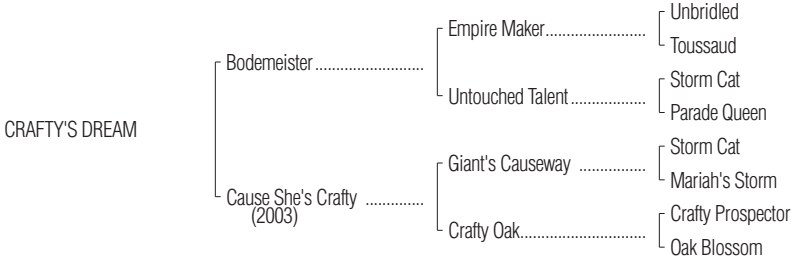 Unbridled
Empire Maker........................
Toussaud
Bodemeister..........................
Storm Cat
Untouched Talent..................
Parade Queen
CRAFTY'S DREAM
Storm Cat
Giant's Causeway ................
Mariah's Storm
Cause She's Crafty ..............
(2003)
Crafty Prospector
Crafty Oak..............................
Oak Blossom